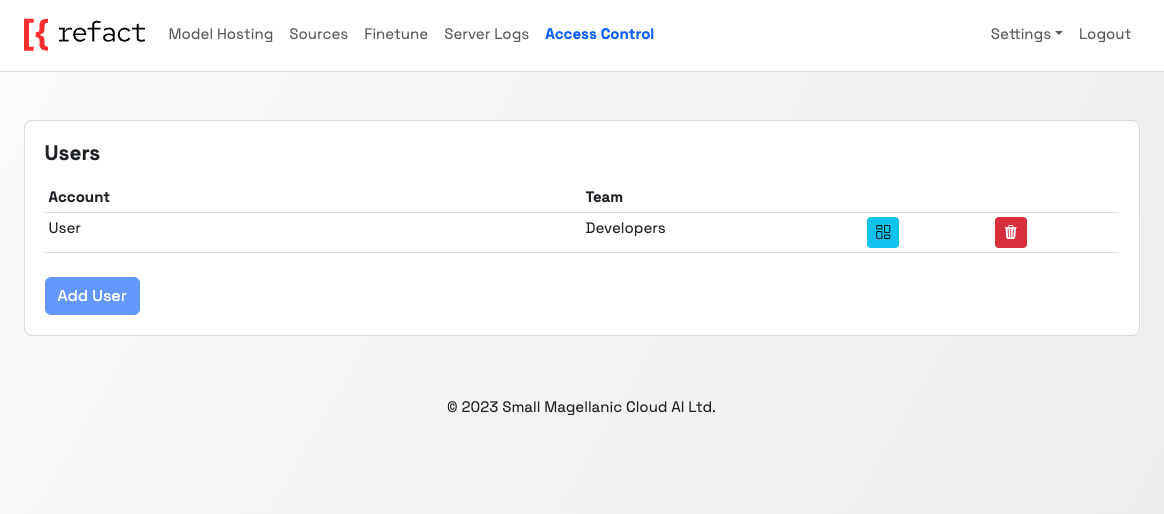 refact Model Hosting Sources Finetune Server Logs Access Control Settings Logout
Users
Account Team
User Developers
Add User
© 2023 Small Magellanic Cloud AI Ltd.